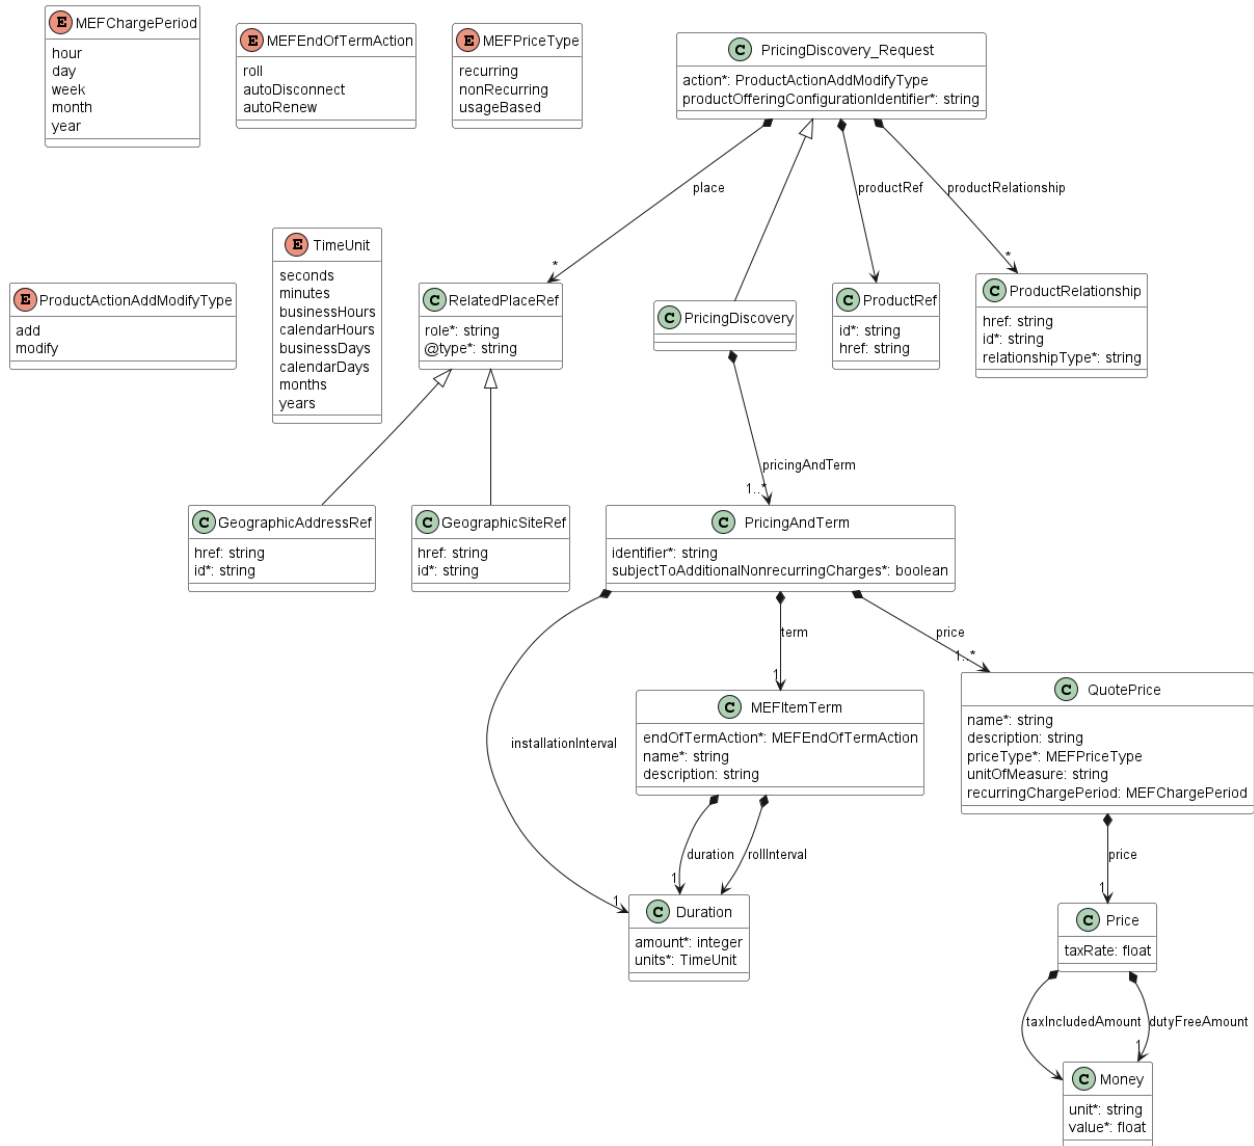 E MEFChargePeriod
hour
day
week
month
year
E MEFEndOfTermAction
roll
autoDisconnect
autoRenew
E MEFPriceType
recurring
nonRecurring
usageBased
C PricingDiscovery_Request
action*: ProductActionAddModifyType
productOfferingConfigurationIdentifier*: string
place
productRef
productRelationship
*
*
E ProductActionAddModifyType
add
modify
E TimeUnit
seconds
minutes
businessHours
calendarHours
businessDays
calendarDays
months
years
C RelatedPlaceRef
role*: string
@type*: string
C PricingDiscovery
C ProductRef
id*: string
href: string
C ProductRelationship
href: string
id*: string
relationshipType*: string
pricingAndTerm
1..*
C GeographicAddressRef
href: string
id*: string
C GeographicSiteRef
href: string
id*: string
C PricingAndTerm
identifier*: string
subjectToAdditionalNonrecurringCharges*: boolean
term
price
1
1..*
installationInterval
C MEFItemTerm
endOfTermAction*: MEFEndOfTermAction
name*: string
description: string
C QuotePrice
name*: string
description: string
priceType*: MEFPriceType
unitOfMeasure: string
recurringChargePeriod: MEFChargePeriod
duration
rollInterval
price
1
1
1
C Duration
amount*: integer
units*: TimeUnit
C Price
taxRate: float
taxIncludedAmount
dutyFreeAmount
1
C Money
unit*: string
value*: float